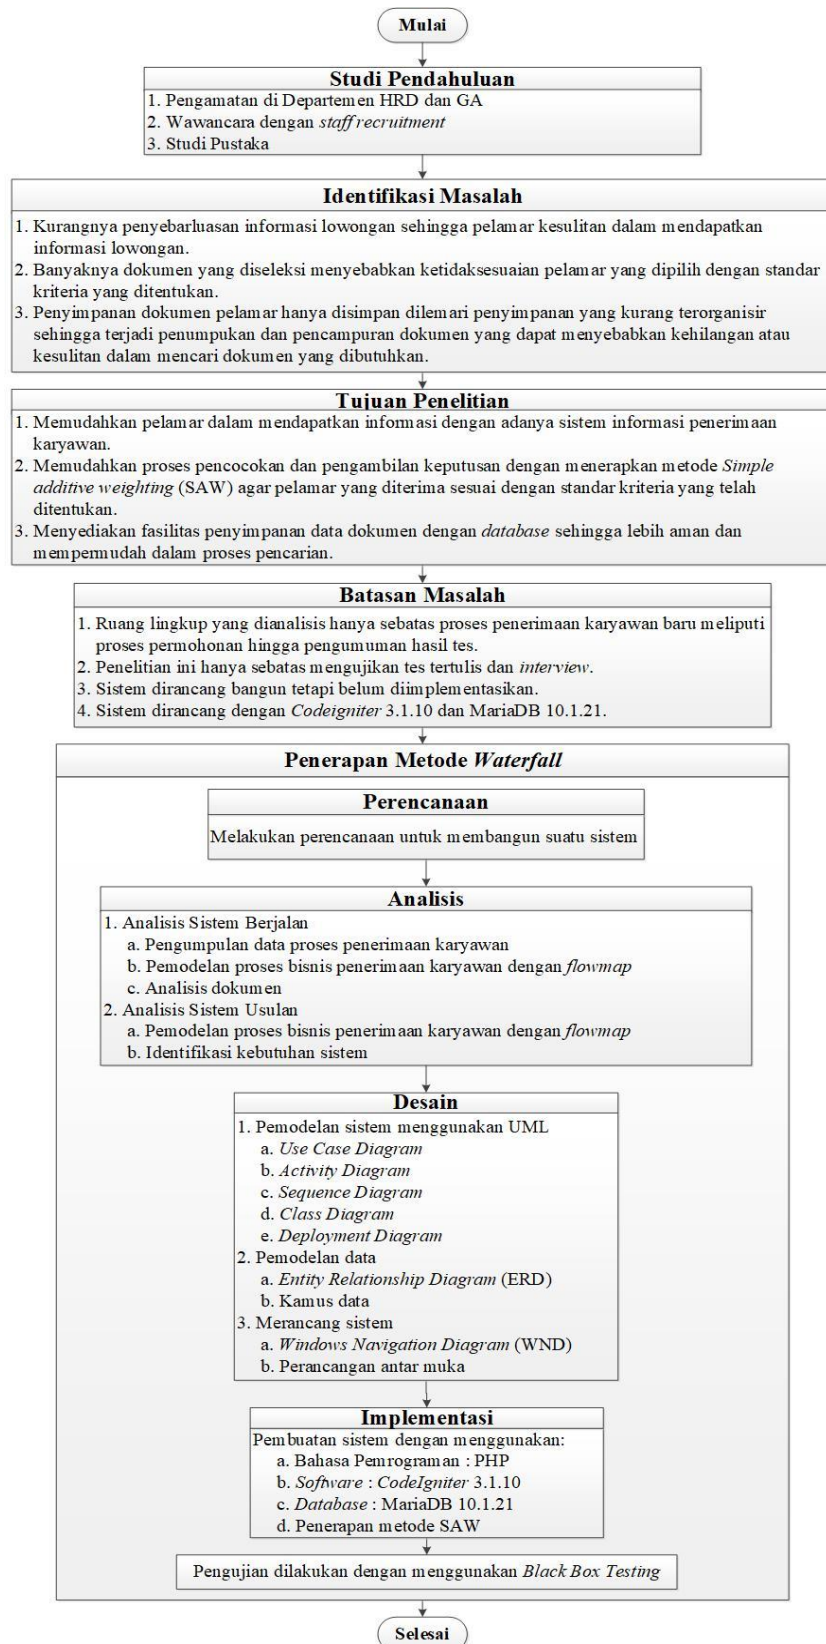 Mulai
Studi Pendahuluan
1. Pengamatan di Departemen HRD dan GA
2. Wawancara dengan staff recruitment
3. Studi Pustaka
Identifikasi Masalah
1. Kurangnya penyebarluasan informasi lowongan sehingga pelamar kesulitan dalam mendapatkan
informasi lowongan.
2. Banyaknya dokumen yang diseleksi menyebabkan ketidaksesuaian pelamar yang dipilih dengan standar
kriteria yang ditentukan.
3. Penyimpanan dokumen pelamar hanya disimpan dilemari penyimpanan yang kurang terorganisir
sehingga terjadi penumpukan dan pencampuran dokumen yang dapat menyebabkan kehilangan atau
kesulitan dalam mencari dokumen yang dibutuhkan.
Tujuan Penelitian
1. Memudahkan pelamar dalam mendapatkan informasi dengan adanya sistem informasi penerimaan
karyawan.
2. Memudahkan proses pencocokan dan pengambilan keputusan dengan menerapkan metode Simple
additive weighting (SAW) agar pelamar yang diterima sesuai dengan standar kriteria yang telah
ditentukan.
3. Menyediakan fasilitas penyimpanan data dokumen dengan database sehingga lebih aman dan
mempermudah dalam proses pencarian.
Batasan Masalah
1. Ruang lingkup yang dianalisis hanya sebatas proses penerimaan karyawan baru meliputi
proses permohonan hingga pengumuman hasil tes.
2. Penelitian ini hanya sebatas mengujikan tes tertulis dan interview.
3. Sistem dirancang bangun tetapi belum diimplementasikan.
4. Sistem dirancang dengan Codeigniter 3.1.10 dan MariaDB 10.1.21.
Penerapan Metode Waterfall
Perencanaan
Melakukan perencanaan untuk membangun suatu sistem
Analisis
1. Analisis Sistem Berjalan
a. Pengumpulan data proses penerimaan karyawan
b. Pemodelan proses bisnis penerimaan karyawan dengan flowmap
c. Analisis dokumen
2. Analisis Sistem Usulan
a. Pemodelan proses bisnis penerimaan karyawan dengan flowmap
b. Identifikasi kebutuhan sistem
Desain
1. Pemodelan sistem menggunakan UML
a. Use Case Diagram
b. Activity Diagram
c. Sequence Diagram
d. Class Diagram
e. Deployment Diagram
2. Pemodelan data
a. Entity Relationship Diagram (ERD)
b. Kamus data
3. Merancang sistem
a. Windows Navigation Diagram (WND)
b. Perancangan antar muka
Implementasi
Pembuatan sistem dengan menggunakan:
a. Bahasa Pemrograman : PHP
b. Software : CodeIgniter 3.1.10
c. Database : MariaDB 10.1.21
d. Penerapan metode SAW
Pengujian dilakukan dengan menggunakan Black Box Testing
Selesai